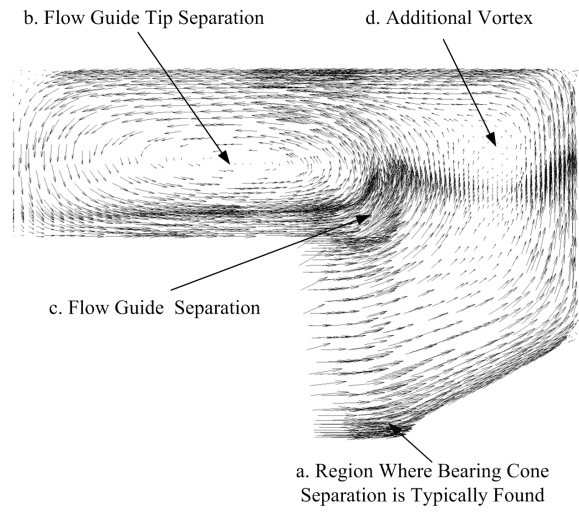 b. Flow Guide Tip Separation
d. Additional Vortex
c. Flow Guide Separation
a. Region Where Bearing Cone
Separation is Typically Found